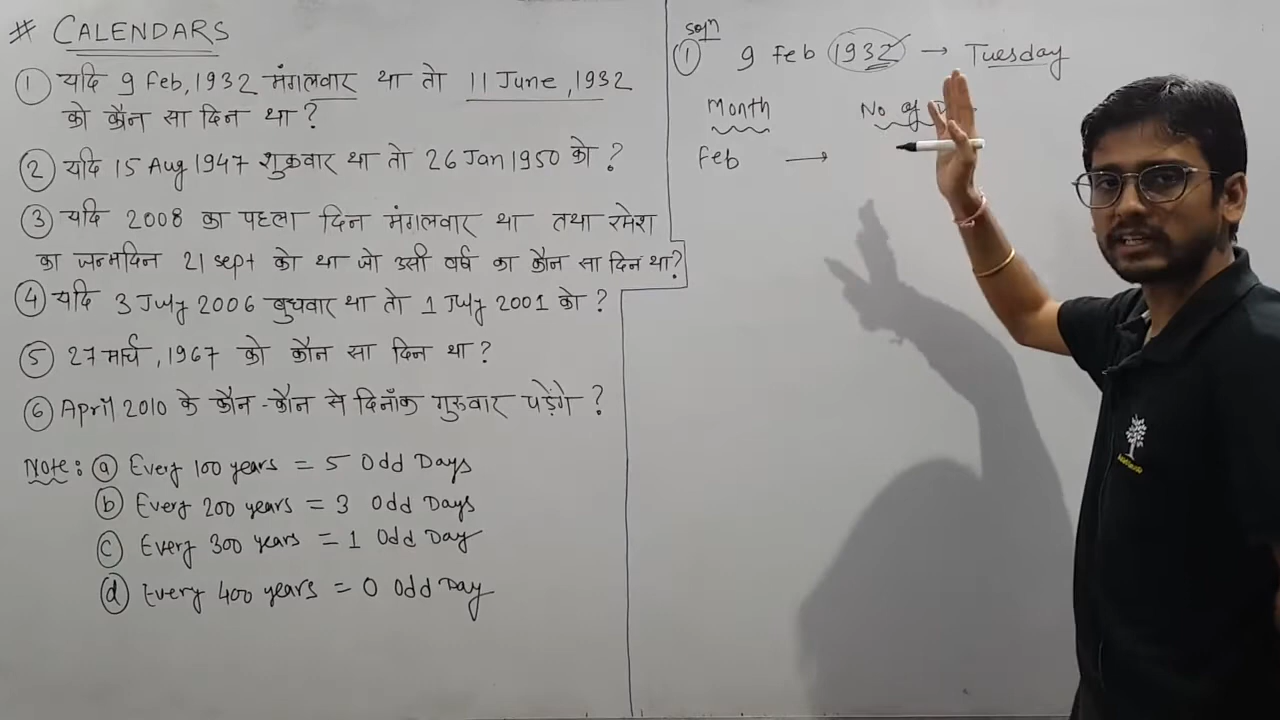 # CALENDARS
① यदि 9 Feb, 1932 मंगलवार था तो 11 June, 1932
को कौन सा दिन था?
② यदि 15 Aug 1947 शुक्रवार था तो 26 Jan 1950 को ?
③ यदि 2008 का पहला दिन मंगलवार था तथा रमेश
का जन्मदिन 21 Sept को था जो उसी वर्ष का कौन सा दिन था?
④ यदि 3 July 2006 बुधवार था तो 1 July 2001 को ?
⑤ 27 मार्च, 1967 को कौन सा दिन था ?
⑥ April 2010 के कौन-कौन से दिनाँक गुरुवार पड़ेंगे ?
Note: ⓐ Every 100 years = 5 Odd Days
ⓑ Every 200 years = 3 Odd Days
ⓒ Every 300 years = 1 Odd Day
ⓓ Every 400 years = 0 Odd Day
Soln
① 9 Feb 1932 → Tuesday
Month No of
Feb →